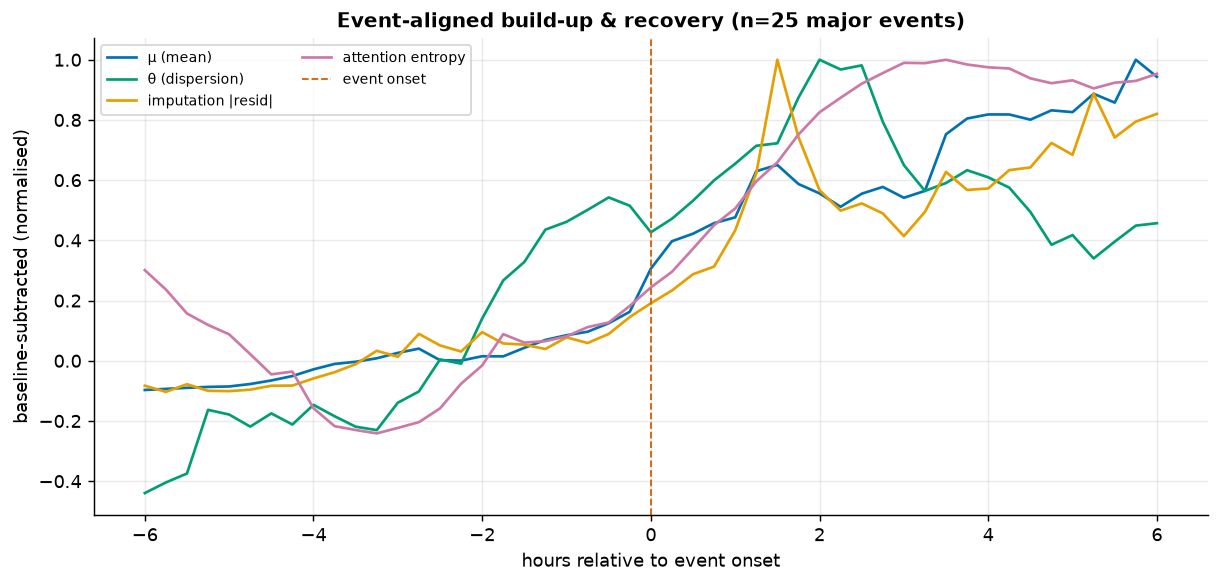 Event-aligned build-up & recovery (n=25 major events)
μ (mean)
θ (dispersion)
imputation |resid|
attention entropy
event onset
baseline-subtracted (normalised)
1.0
0.8
0.6
0.4
0.2
0.0
−0.2
−0.4
−6
−4
−2
0
2
4
6
hours relative to event onset